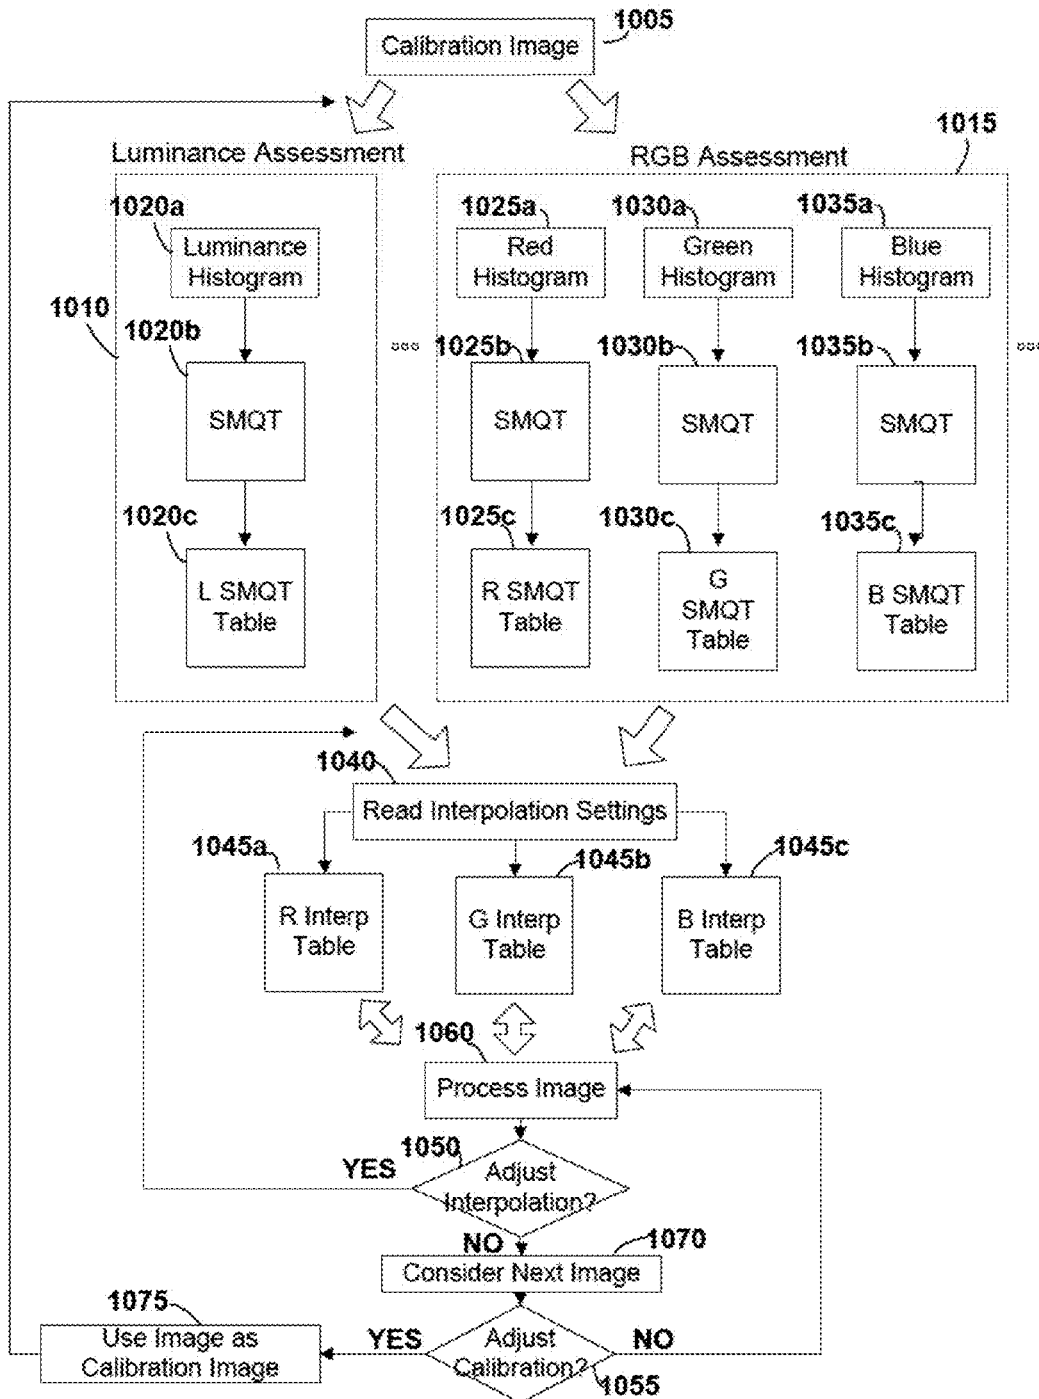 1005
Calibration Image
1015
Luminance Assessment
RGB Assessment
1020a
1025a
1030a
1035a
Luminance
Histogram
Red
Histogram
Green
Histogram
Blue
Histogram
1010
1020b
1025b
1030b
1035b
SMQT
SMQT
SMQT
SMQT
1020c
1025c
1030c
1035c
L SMQT
Table
R SMQT
Table
G
SMQT
Table
B SMQT
Table
1040
Read Interpolation Settings
1045a
1045b
1045c
R Interp
Table
G Interp
Table
B Interp
Table
1060
Process Image
1050
YES
Adjust
Interpolation?
NO
1070
Consider Next Image
1075
Use Image as
Calibration Image
YES
Adjust
Calibration?
NO
1055